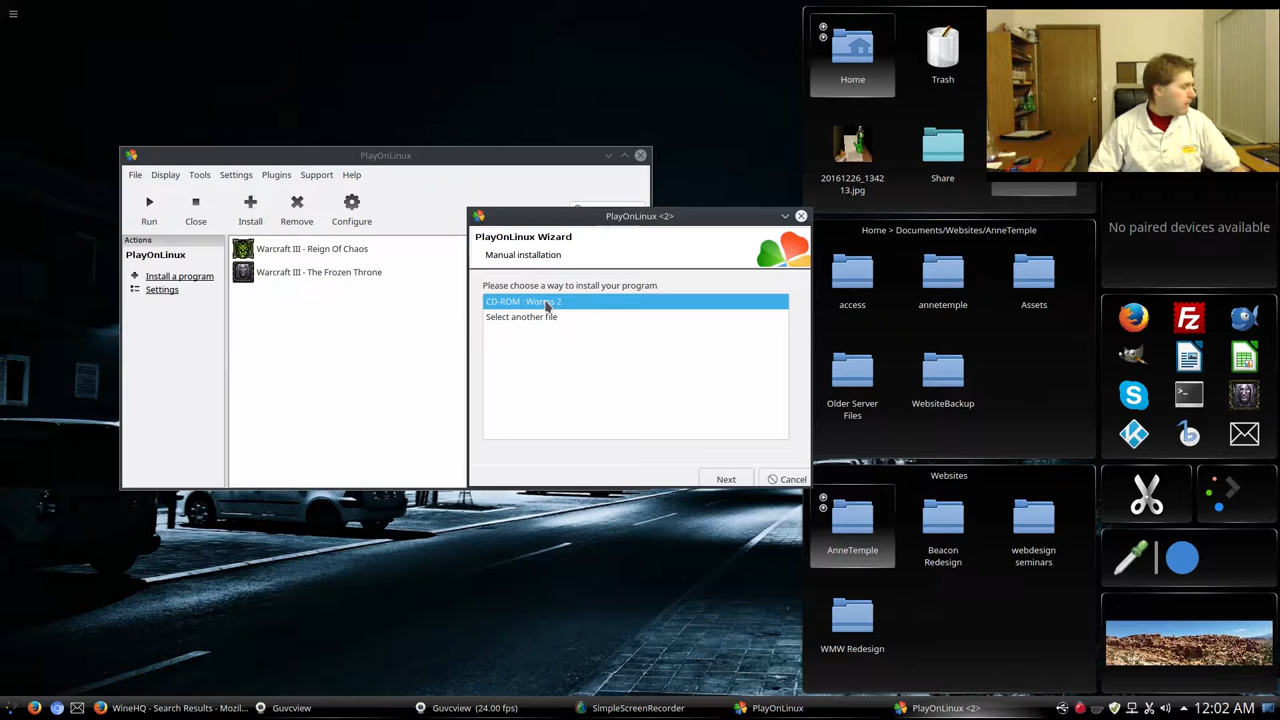 Home
Trash
20161226_1342
13.jpg
Share
PlayOnLinux
File Display Tools Settings Plugins Support Help
Run Close Install Remove Configure
Actions
PlayOnLinux
Install a program
Settings
Warcraft III - Reign Of Chaos
Warcraft III - The Frozen Throne
PlayOnLinux <2>
PlayOnLinux Wizard
Manual installation
Please choose a way to install your program
CD-ROM : Worms 2
Select another file
Next
Cancel
Home > Documents/Websites/AnneTemple
access
annetemple
Assets
Older Server
Files
WebsiteBackup
No paired devices available
Websites
AnneTemple
Beacon
Redesign
webdesign
seminars
WMW Redesign
WineHQ - Search Results - Mozil...
Guvcview
Guvcview (24.00 fps)
SimpleScreenRecorder
PlayOnLinux
PlayOnLinux <2>
12:02 AM